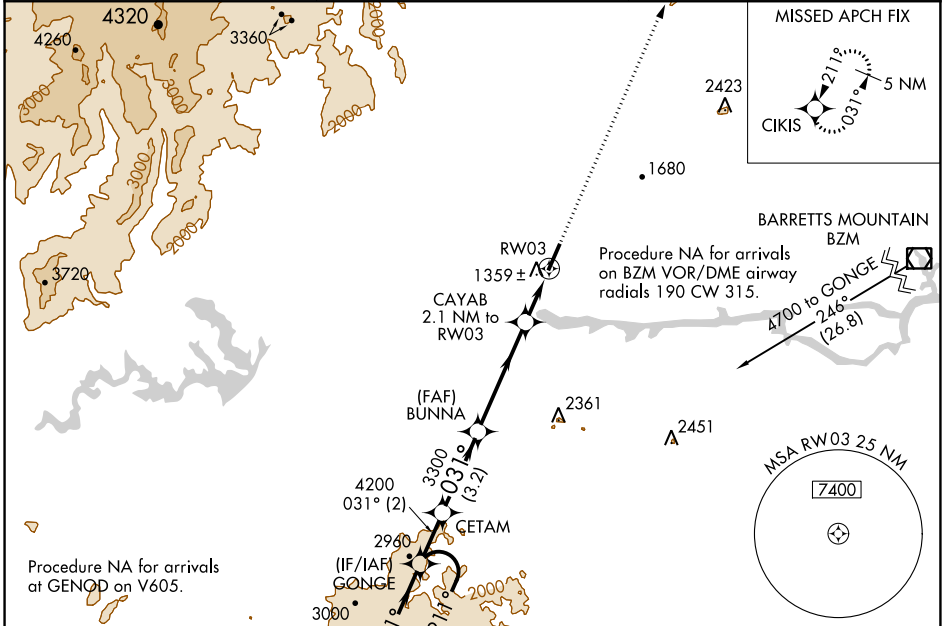 4320
4260
3360
3000
3000
2000
3000
2000
3720
MISSED APCH FIX
211°
031°
5 NM
CIKIS
2423
1680
BARRETTS MOUNTAIN
BZM
RW03
1359 ±
Procedure NA for arrivals
on BZM VOR/DME airway
radials 190 CW 315.
4700 to GONGE
246°
(26.8)
CAYAB
2.1 NM to
RW03
(FAF)
BUNNA
2361
2451
3300
031°
(3.2)
4200
031° (2)
CETAM
2960
(IF/IAF)
GONGE
3000
2000
MSA RW03 25 NM
7400
Procedure NA for arrivals
at GENOD on V605.